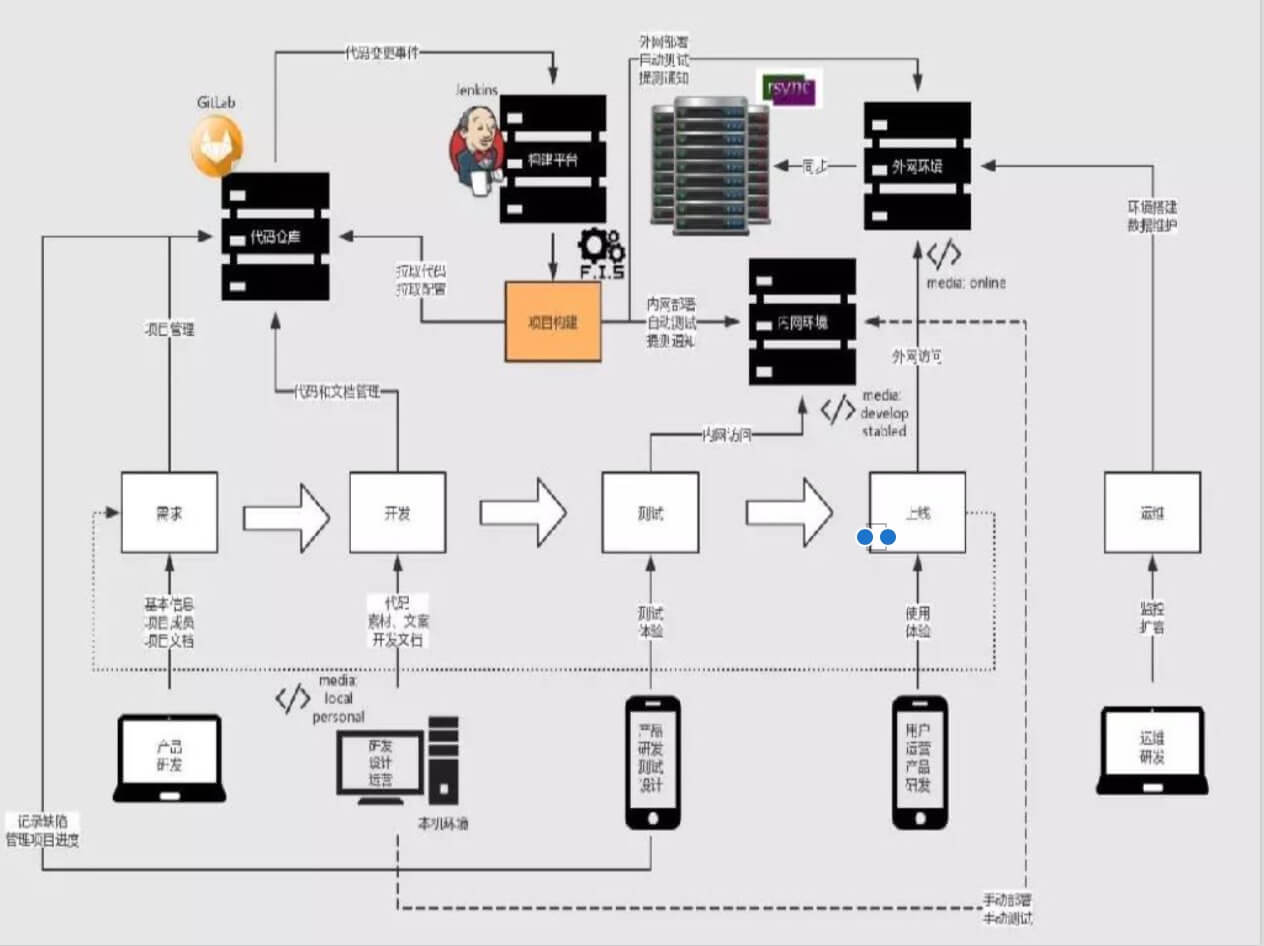 代码变更事件
外网部署
自动测试
提测通知
GitLab
Jenkins
rsync
构建平台
同步
外网环境
代码仓库
环境搭建
数据维护
F.I.S
拉取代码
拉取配置
media: online
项目管理
项目构建
内网部署
自动测试
提测通知
内网环境
外网访问
代码和文档管理
media:
develop
stabled
内网访问
需求
开发
测试
上线
运维
基本信息
项目成员
项目文档
代码
素材、文案
开发文档
测试
体验
使用
体验
监控
扩容
media:
local
personal
产品
研发
研发
设计
运营
产品
研发
测试
设计
用户
运营
产品
研发
运维
研发
本机环境
记录缺陷
管理项目进度
手动部署
手动测试